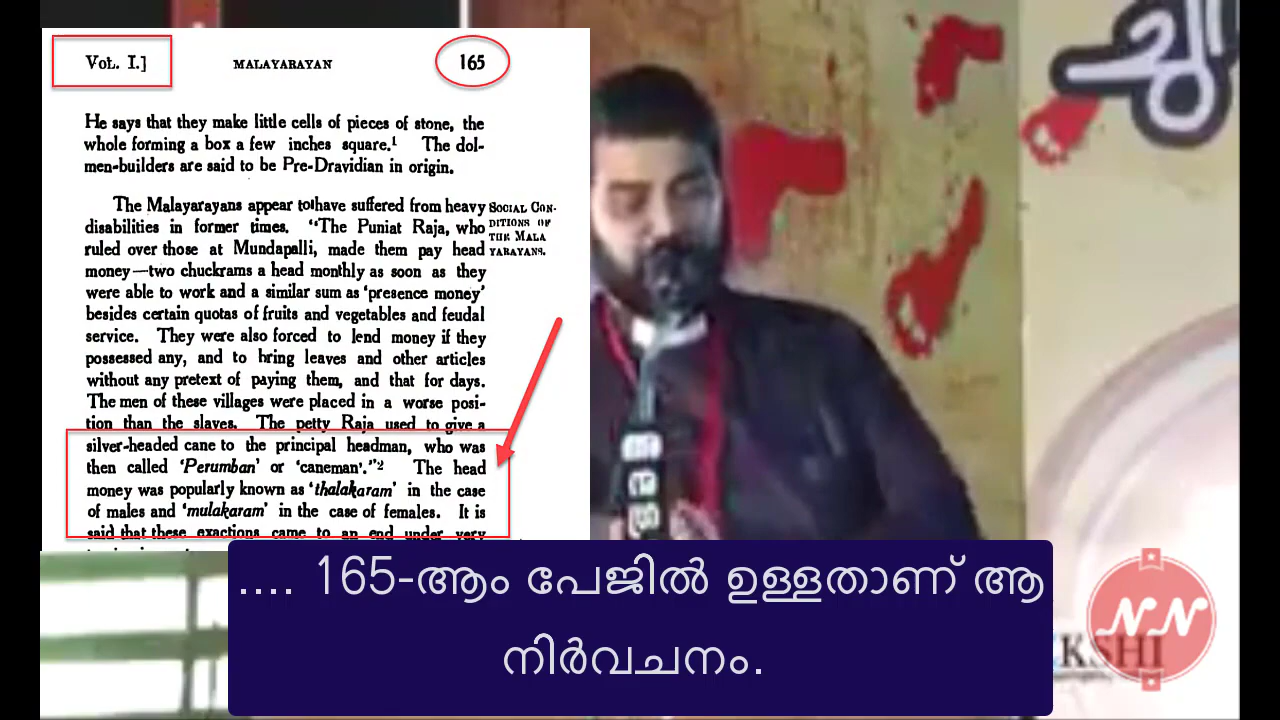 Vol. I.]
MALAYARAYAN
165
He says that they make little cells of pieces of stone, the
whole forming a box a few inches square.¹ The dol-
men-builders are said to be Pre-Dravidian in origin.
The Malayarayans appear to have suffered from heavy
disabilities in former times. "The Puniat Raja, who
ruled over those at Mundapalli, made them pay head
money—two chuckrams a head monthly as soon as they
were able to work and a similar sum as 'presence money'
besides certain quotas of fruits and vegetables and feudal
service. They were also forced to lend money if they
possessed any, and to bring leaves and other articles
without any pretext of paying them, and that for days.
The men of these villages were placed in a worse posi-
tion than the slaves. The petty Raja used to give a
silver-headed cane to the principal headman, who was
then called 'Perumban' or 'caneman'."² The head
money was popularly known as 'thalakaram' in the case
of males and 'mulakaram' in the case of females. It is
said that these exactions came to an end under very
SOCIAL CON-
DITIONS OF
THE MALA
YARAYANS.
.... 165-ആം പേജിൽ ഉള്ളതാണ് ആ
നിർവചനം.
NN
KSHI